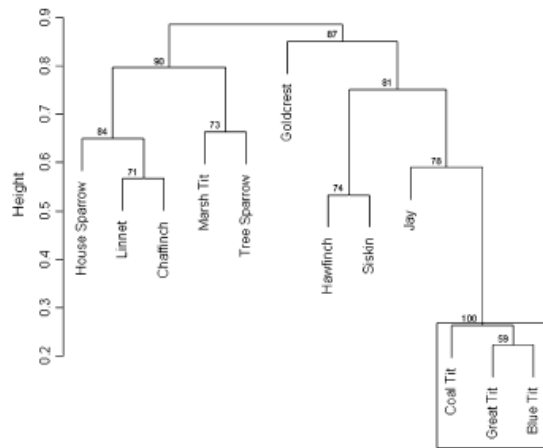 0.9
0.8
0.7
0.6
0.5
0.4
0.3
0.2
Height
87
90
81
84
73
78
71
74
100
59
House Sparrow
Linnet
Chaffinch
Marsh Tit
Tree Sparrow
Goldcrest
Hawfinch
Siskin
Jay
Coal Tit
Great Tit
Blue Tit